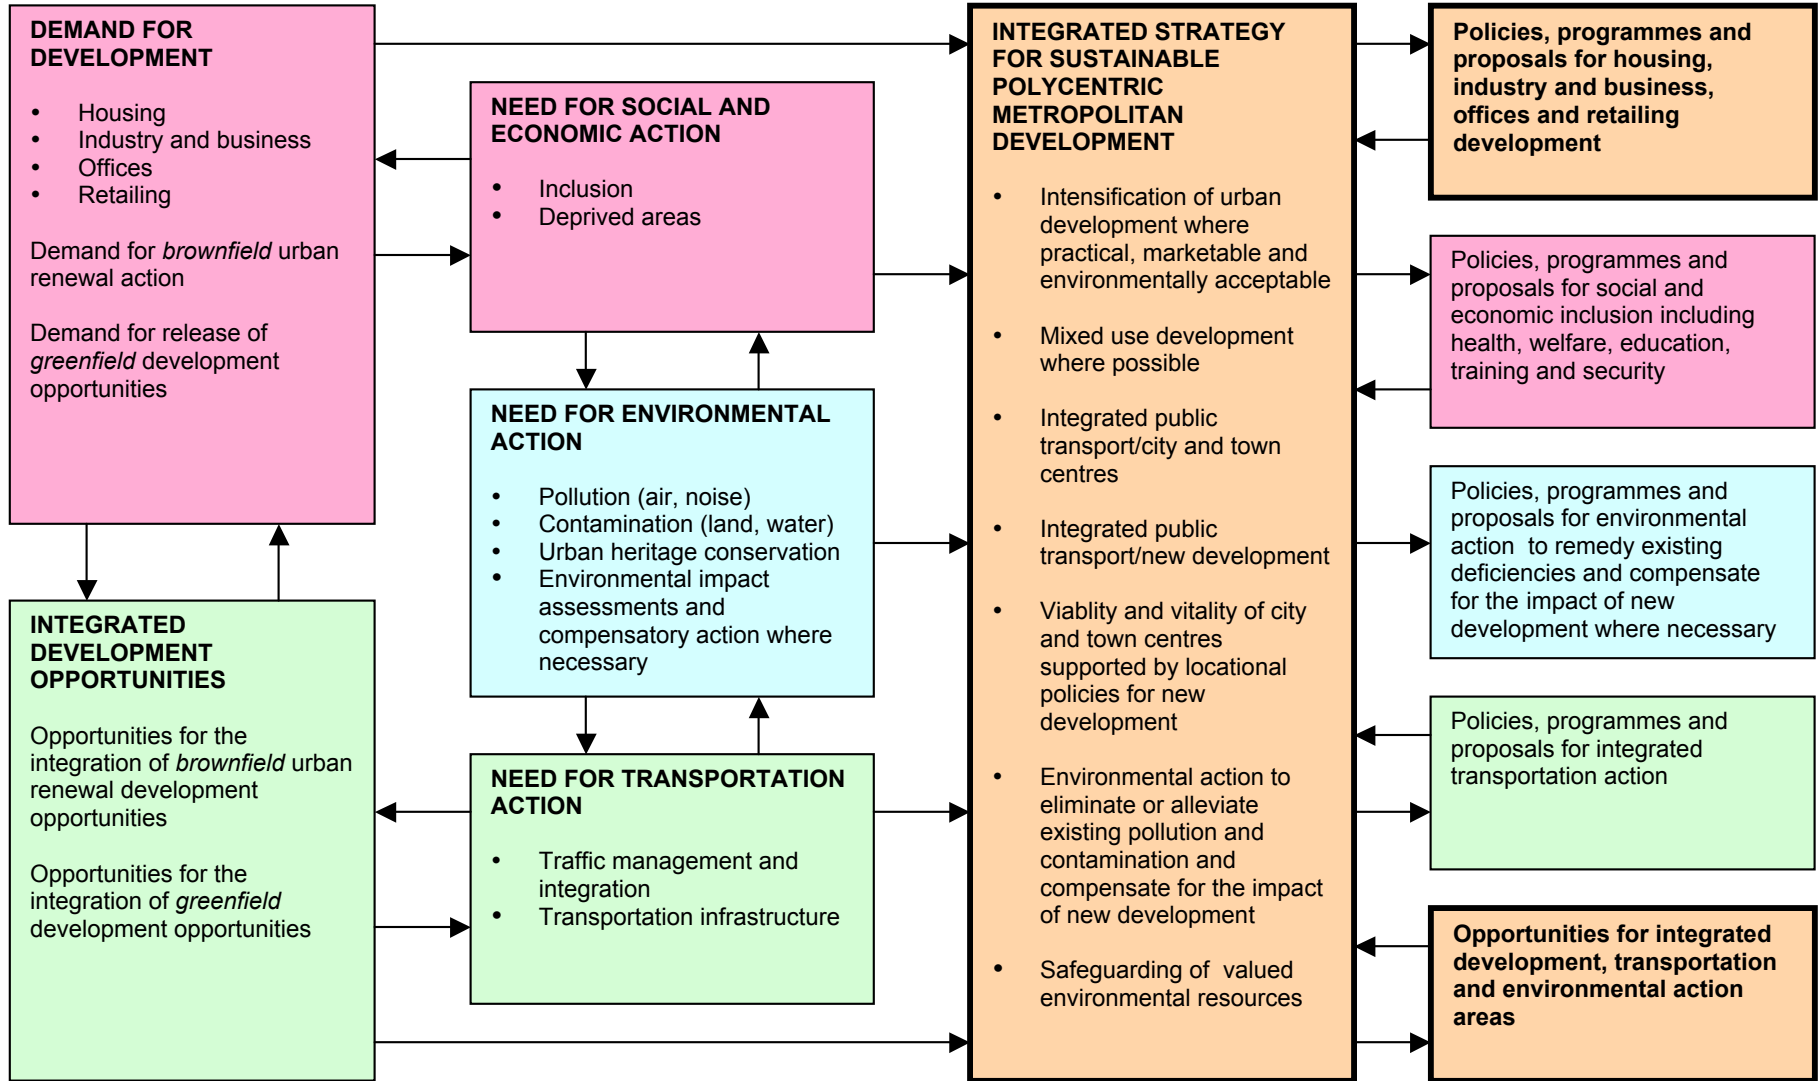 DEMAND FOR
DEVELOPMENT
• Housing
• Industry and business
• Offices
• Retailing
Demand for brownfield urban
renewal action
Demand for release of
greenfield development
opportunities
INTEGRATED
DEVELOPMENT
OPPORTUNITIES
Opportunities for the
integration of brownfield urban
renewal development
opportunities
Opportunities for the
integration of greenfield
development opportunities
NEED FOR SOCIAL AND
ECONOMIC ACTION
• Inclusion
• Deprived areas
NEED FOR ENVIRONMENTAL
ACTION
• Pollution (air, noise)
• Contamination (land, water)
• Urban heritage conservation
• Environmental impact
assessments and
compensatory action where
necessary
NEED FOR TRANSPORTATION
ACTION
• Traffic management and
integration
• Transportation infrastructure
INTEGRATED STRATEGY
FOR SUSTAINABLE
POLYCENTRIC
METROPOLITAN
DEVELOPMENT
• Intensification of urban
development where
practical, marketable and
environmentally acceptable
• Mixed use development
where possible
• Integrated public
transport/city and town
centres
• Integrated public
transport/new development
• Viablity and vitality of city
and town centres
supported by locational
policies for new
development
• Environmental action to
eliminate or alleviate
existing pollution and
contamination and
compensate for the impact
of new development
• Safeguarding of valued
environmental resources
Policies, programmes and
proposals for housing,
industry and business,
offices and retailing
development
Policies, programmes and
proposals for social and
economic inclusion including
health, welfare, education,
training and security
Policies, programmes and
proposals for environmental
action to remedy existing
deficiencies and compensate
for the impact of new
development where necessary
Policies, programmes and
proposals for integrated
transportation action
Opportunities for integrated
development, transportation
and environmental action
areas